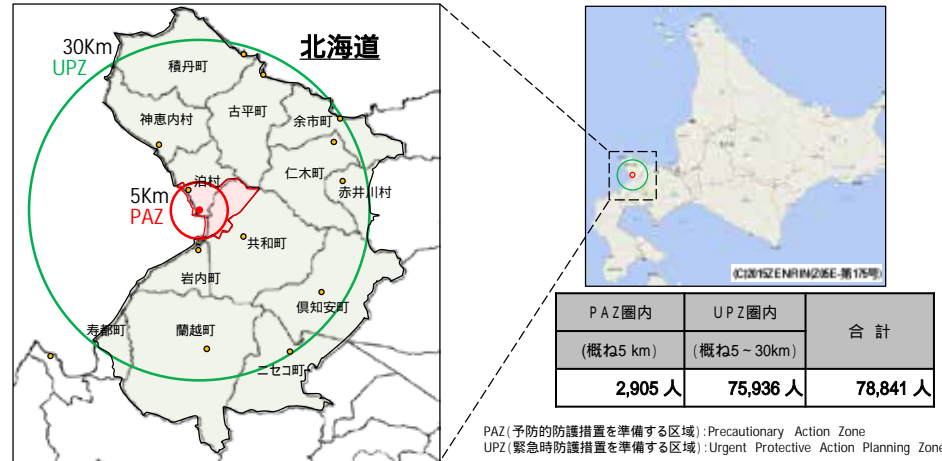 北海道
30Km
UPZ
積丹町
古平町
神恵内村
余市町
仁木町
赤井川村
泊村
5Km
PAZ
共和町
岩内町
倶知安町
寿都町
蘭越町
ニセコ町
(C)2015ZENRIN(Z05E-第175号)
PAZ圏内 UPZ圏内 合 計
(概ね5 km) (概ね5~30km)
2,905 人 75,936 人 78,841 人
PAZ(予防的防護措置を準備する区域):Precautionary Action Zone
UPZ(緊急時防護措置を準備する区域):Urgent Protective Action Planning Zone